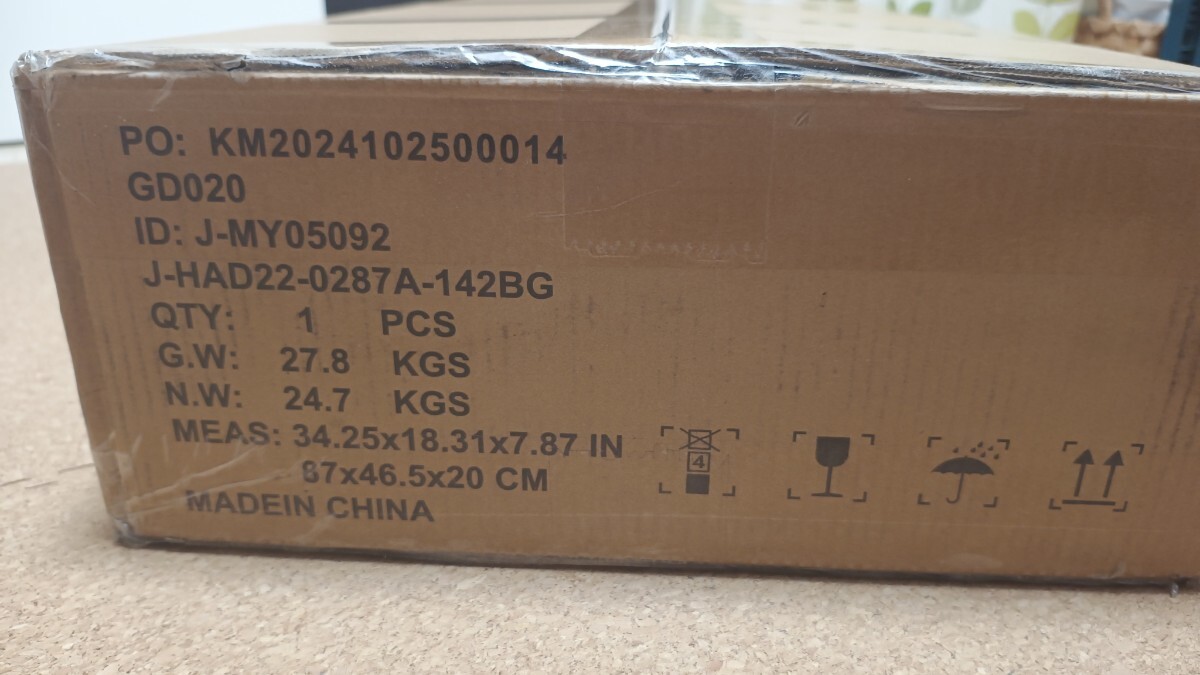 PO: KM2024102500014
GD020
ID: J-MY05092
J-HAD22-0287A-142BG
QTY: 1 PCS
G.W: 27.8 KGS
N.W: 24.7 KGS
MEAS: 34.25x18.31x7.87 IN
87x46.5x20 CM
MADEIN CHINA
4